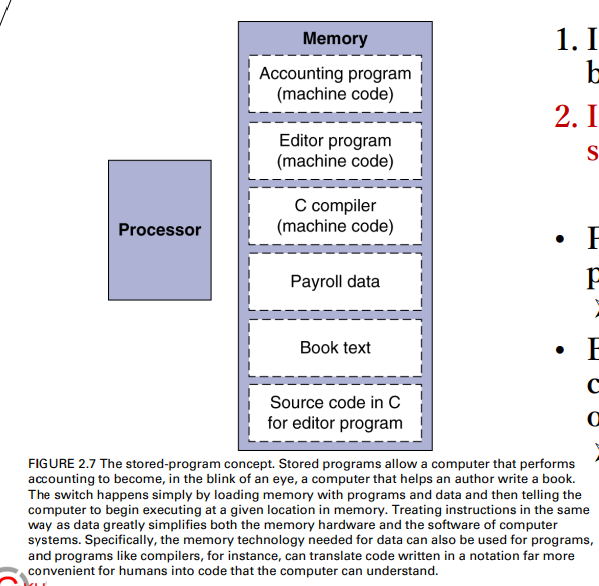 Memory
Accounting program
(machine code)
Editor program
(machine code)
C compiler
(machine code)
Processor
Payroll data
Book text
Source code in C
for editor program
FIGURE 2.7 The stored-program concept. Stored programs allow a computer that performs
accounting to become, in the blink of an eye, a computer that helps an author write a book.
The switch happens simply by loading memory with programs and data and then telling the
computer to begin executing at a given location in memory. Treating instructions in the same
way as data greatly simplifies both the memory hardware and the software of computer
systems. Specifically, the memory technology needed for data can also be used for programs,
and programs like compilers, for instance, can translate code written in a notation far more
convenient for humans into code that the computer can understand.
1. I
b
2. I
s
• F
p
• E
c
o